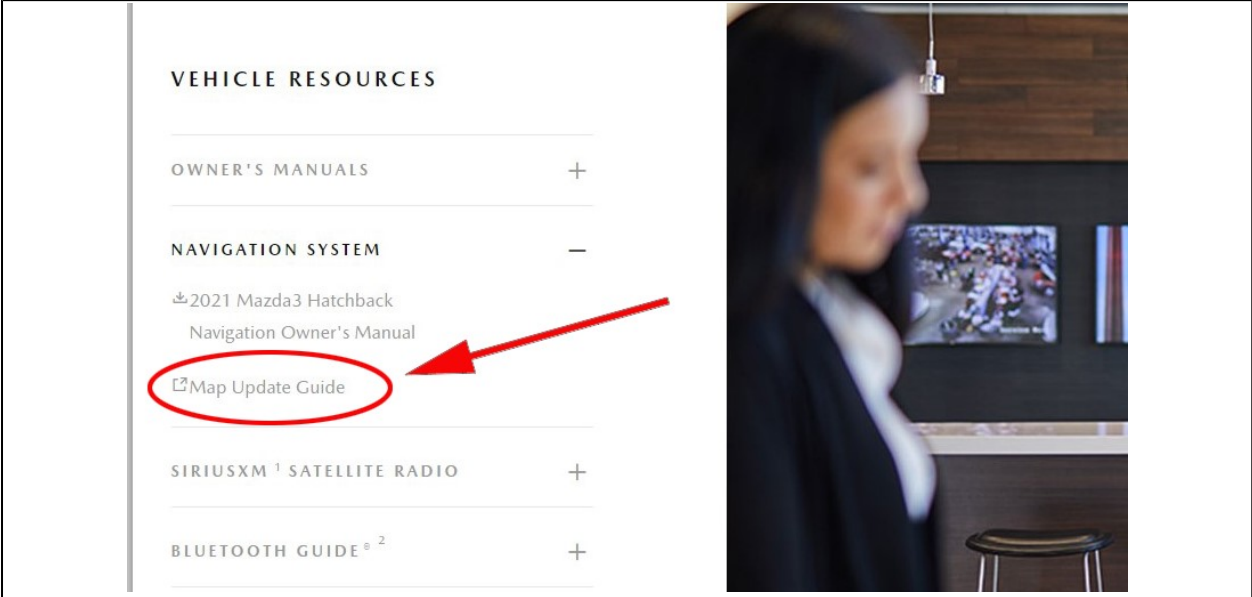 VEHICLE RESOURCES
OWNER'S MANUALS
NAVIGATION SYSTEM
2021 Mazda3 Hatchback
Navigation Owner's Manual
Map Update Guide
SIRIUSXM ¹ SATELLITE RADIO
BLUETOOTH GUIDE® ²